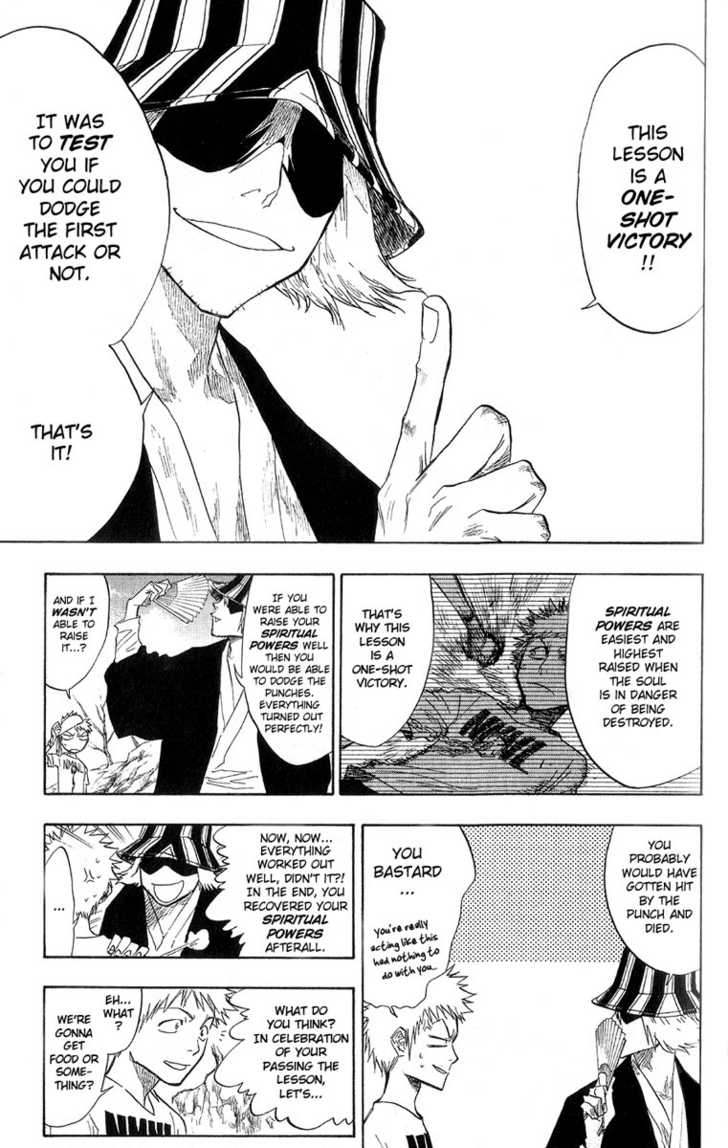 THIS
LESSON
IS A
ONE-
SHOT
VICTORY
!!
IT WAS
TO TEST
YOU IF
YOU COULD
DODGE
THE FIRST
ATTACK OR
NOT.
THAT'S
IT!
SPIRITUAL
POWERS ARE
EASIEST AND
HIGHEST
RAISED WHEN
THE SOUL
IS IN DANGER
OF BEING
DESTROYED.
THAT'S
WHY THIS
LESSON
IS A
ONE-SHOT
VICTORY.
IF YOU
WERE ABLE TO
RAISE YOUR
SPIRITUAL
POWERS WELL
THEN YOU
WOULD BE ABLE
TO DODGE THE
PUNCHES.
EVERYTHING
TURNED OUT
PERFECTLY!
AND IF I
WASN'T
ABLE TO
RAISE
IT...?
YOU
PROBABLY
WOULD HAVE
GOTTEN HIT
BY THE
PUNCH AND
DIED.
YOU
BASTARD
...
you're really
acting like this
had nothing to
do with you
NOW, NOW...
EVERYTHING
WORKED OUT
WELL, DIDN'T IT?!
IN THE END, YOU
RECOVERED YOUR
SPIRITUAL
POWERS
AFTERALL.
...
WHAT DO
YOU THINK?
IN CELEBRATION
OF YOUR
PASSING THE
LESSON,
LET'S...
EH...
WHAT
?
WE'RE
GONNA
GET
FOOD OR
SOME-
THING?